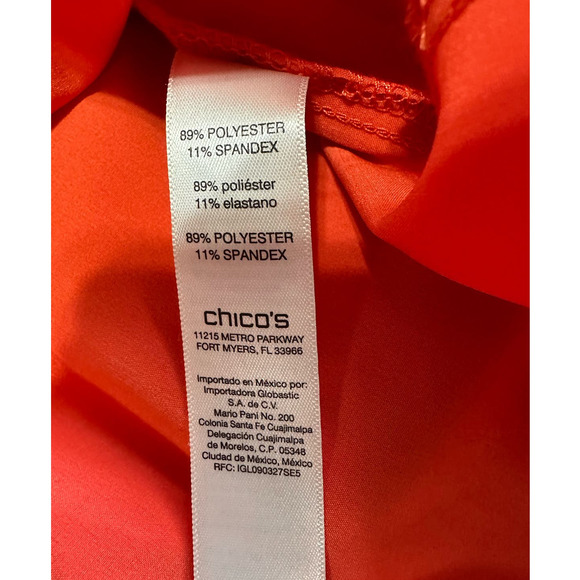 89% POLYESTER
11% SPANDEX
89% poliéster
11% elastano
89% POLYESTER
11% SPANDEX
chico's
11215 METRO PARKWAY
FORT MYERS, FL 33966
Importado en México por:
Importadora Globastic
S.A. de C.V.
Mario Pani No. 200
Colonia Santa Fe Cuajimalpa
Delegación Cuajimalpa
de Morelos, C.P. 05348
Ciudad de México, México
RFC: IGL090327SE5